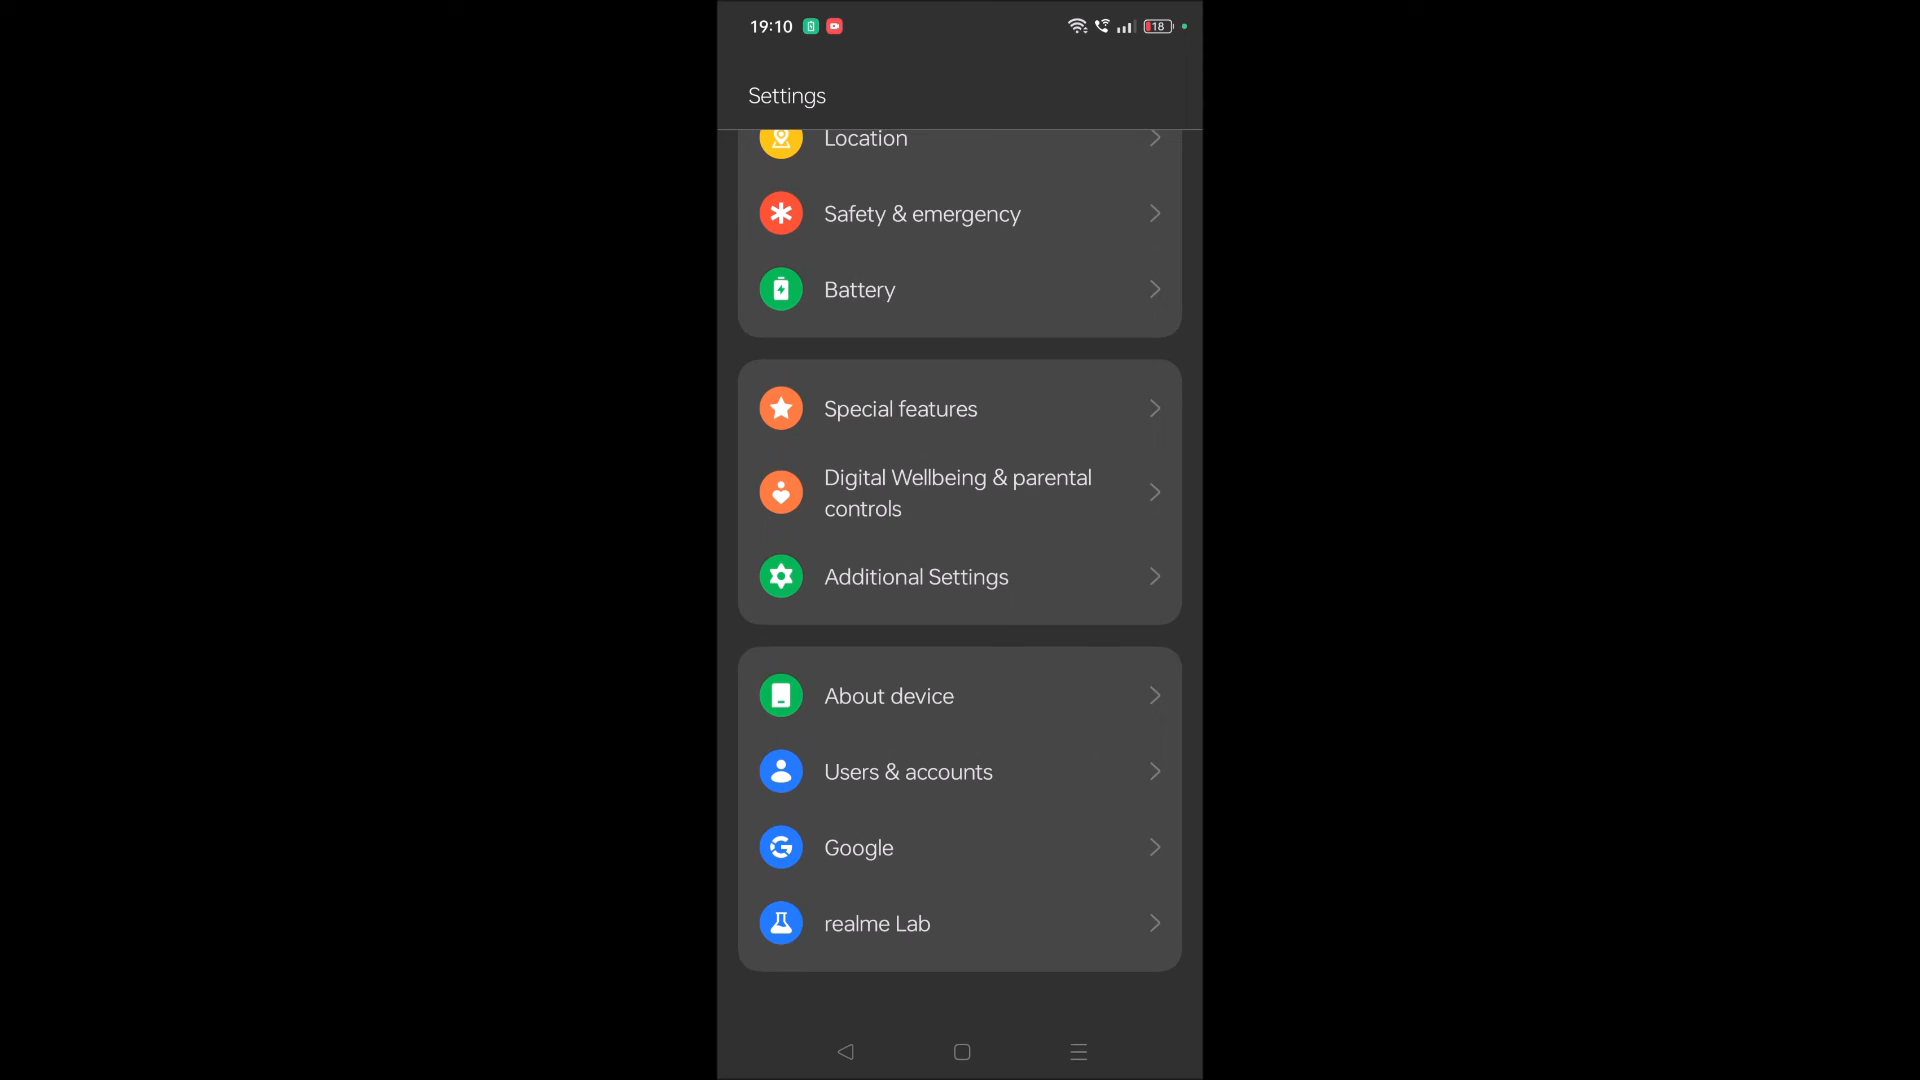 19:10
18
Settings
Location
Safety & emergency
Battery
Special features
Digital Wellbeing & parental
controls
Additional Settings
About device
Users & accounts
Google
realme Lab